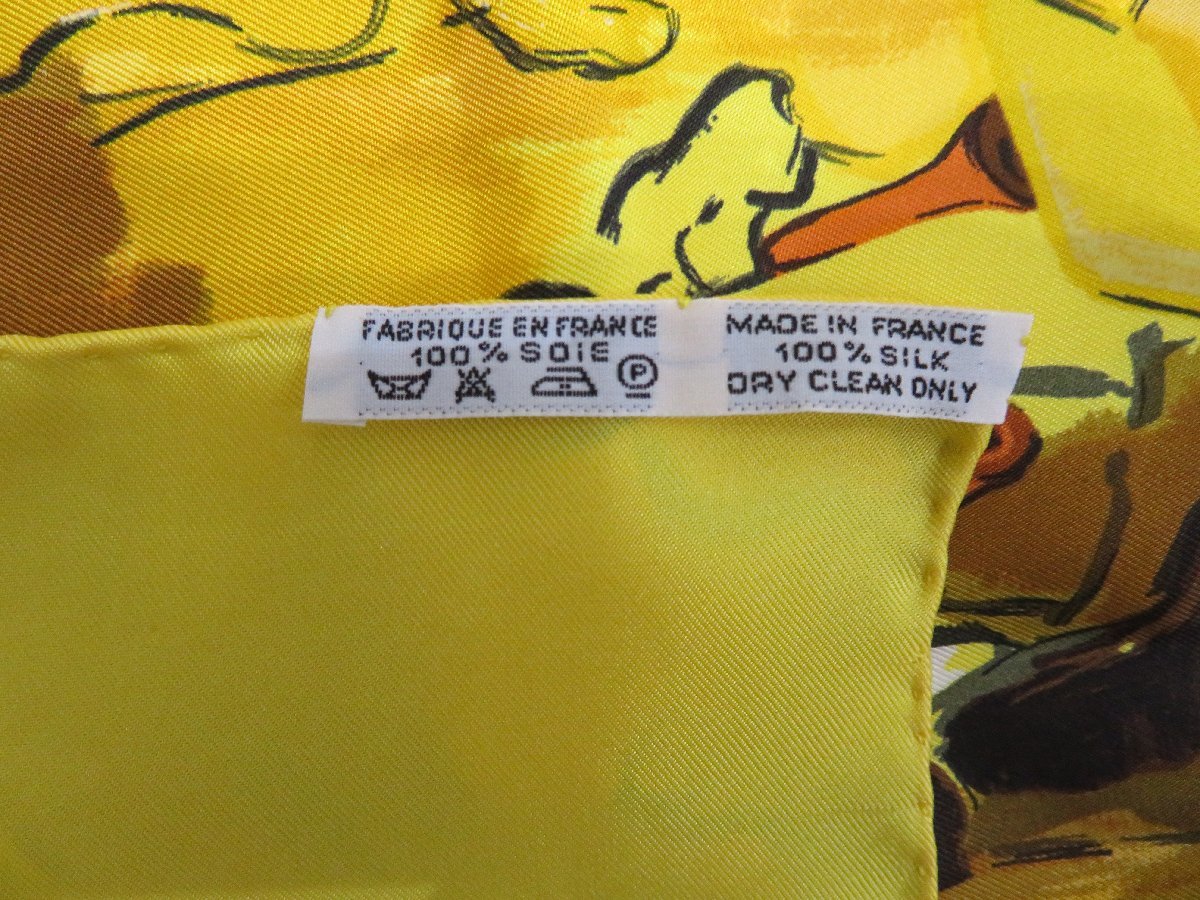 FABRIQUE EN FRANCE
100% SOIE
P
MADE IN FRANCE
100% SILK
DRY CLEAN ONLY